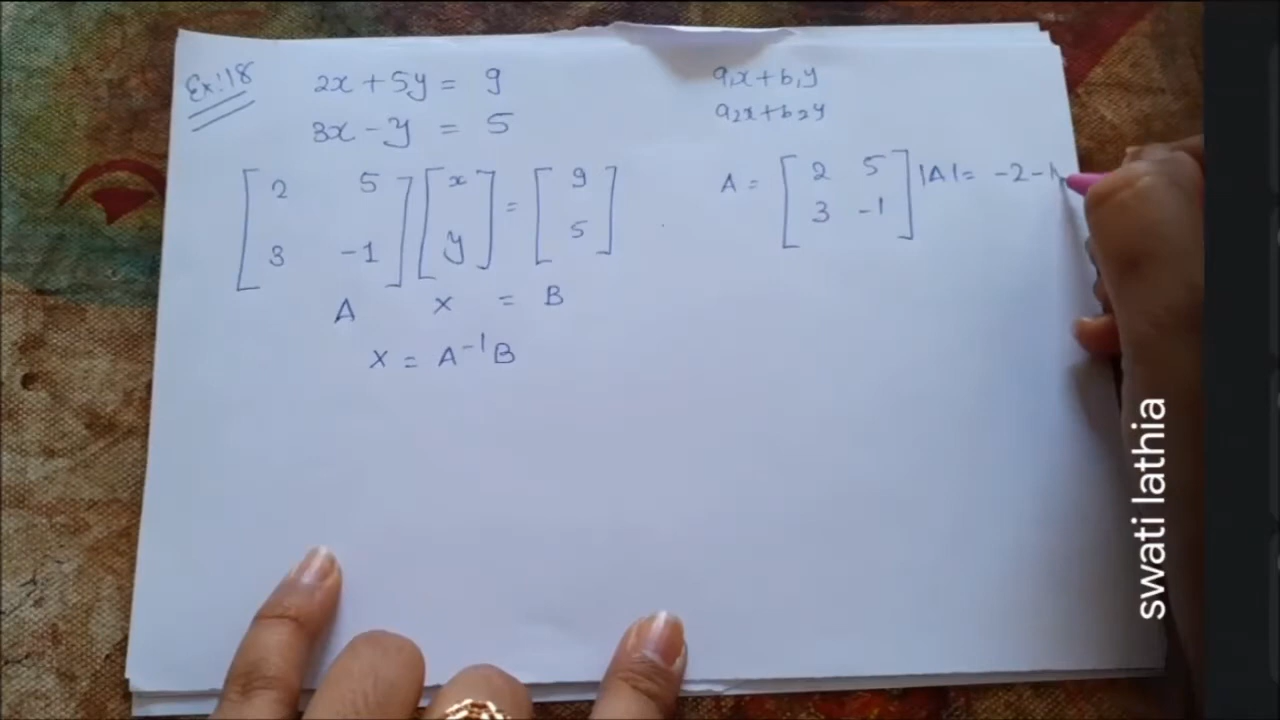 Ex:18
2x + 5y = 9
3x - y = 5
[ 2 5 ] [ x ] = [ 9 ]
[ 3 -1 ] [ y ] [ 5 ]
A x = B
x = A⁻¹B
a₁x + b₁y
a₂x + b₂y
A = [ 2 5 ] |A| = -2-1
[ 3 -1 ]
swati lathia